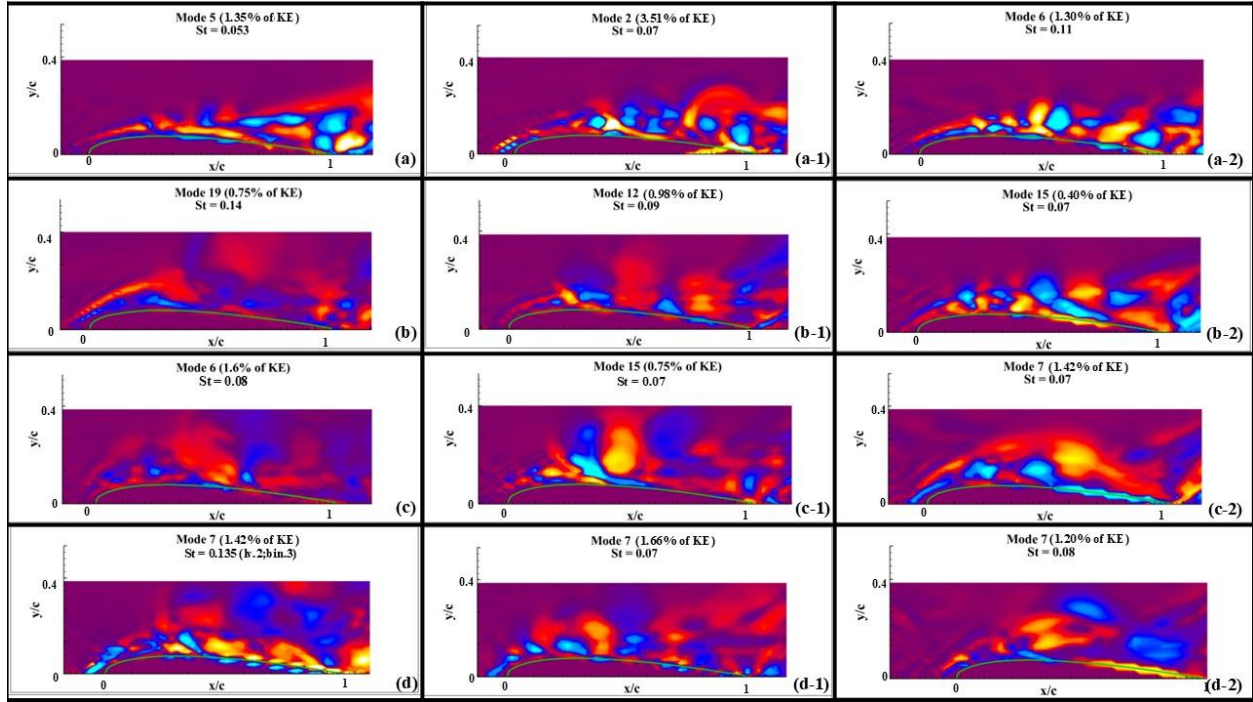 Mode 5 (1.35% of KE)
St = 0.053
0.4
y/c
0
0
x/c
1
(a)
Mode 2 (3.51% of KE)
St = 0.07
0.4
y/c
0
0
x/c
1
(a-1)
Mode 6 (1.30% of KE)
St = 0.11
0.4
y/c
0
0
x/c
1
(a-2)
Mode 19 (0.75% of KE)
St = 0.14
0.4
y/c
0
0
x/c
1
(b)
Mode 12 (0.98% of KE)
St = 0.09
0.4
y/c
0
0
x/c
1
(b-1)
Mode 15 (0.40% of KE)
St = 0.07
0.4
y/c
0
0
x/c
1
(b-2)
Mode 6 (1.6% of KE)
St = 0.08
0.4
y/c
0
0
x/c
1
(c)
Mode 15 (0.75% of KE)
St = 0.07
0.4
y/c
0
0
x/c
1
(c-1)
Mode 7 (1.42% of KE)
St = 0.07
0.4
y/c
0
0
x/c
1
(c-2)
Mode 7 (1.42% of KE)
St = 0.135 (lv.2;bin.3)
0.4
y/c
0
0
x/c
1
(d)
Mode 7 (1.66% of KE)
St = 0.07
0.4
y/c
0
0
x/c
1
(d-1)
Mode 7 (1.20% of KE)
St = 0.08
0.4
y/c
0
0
x/c
1
(d-2)